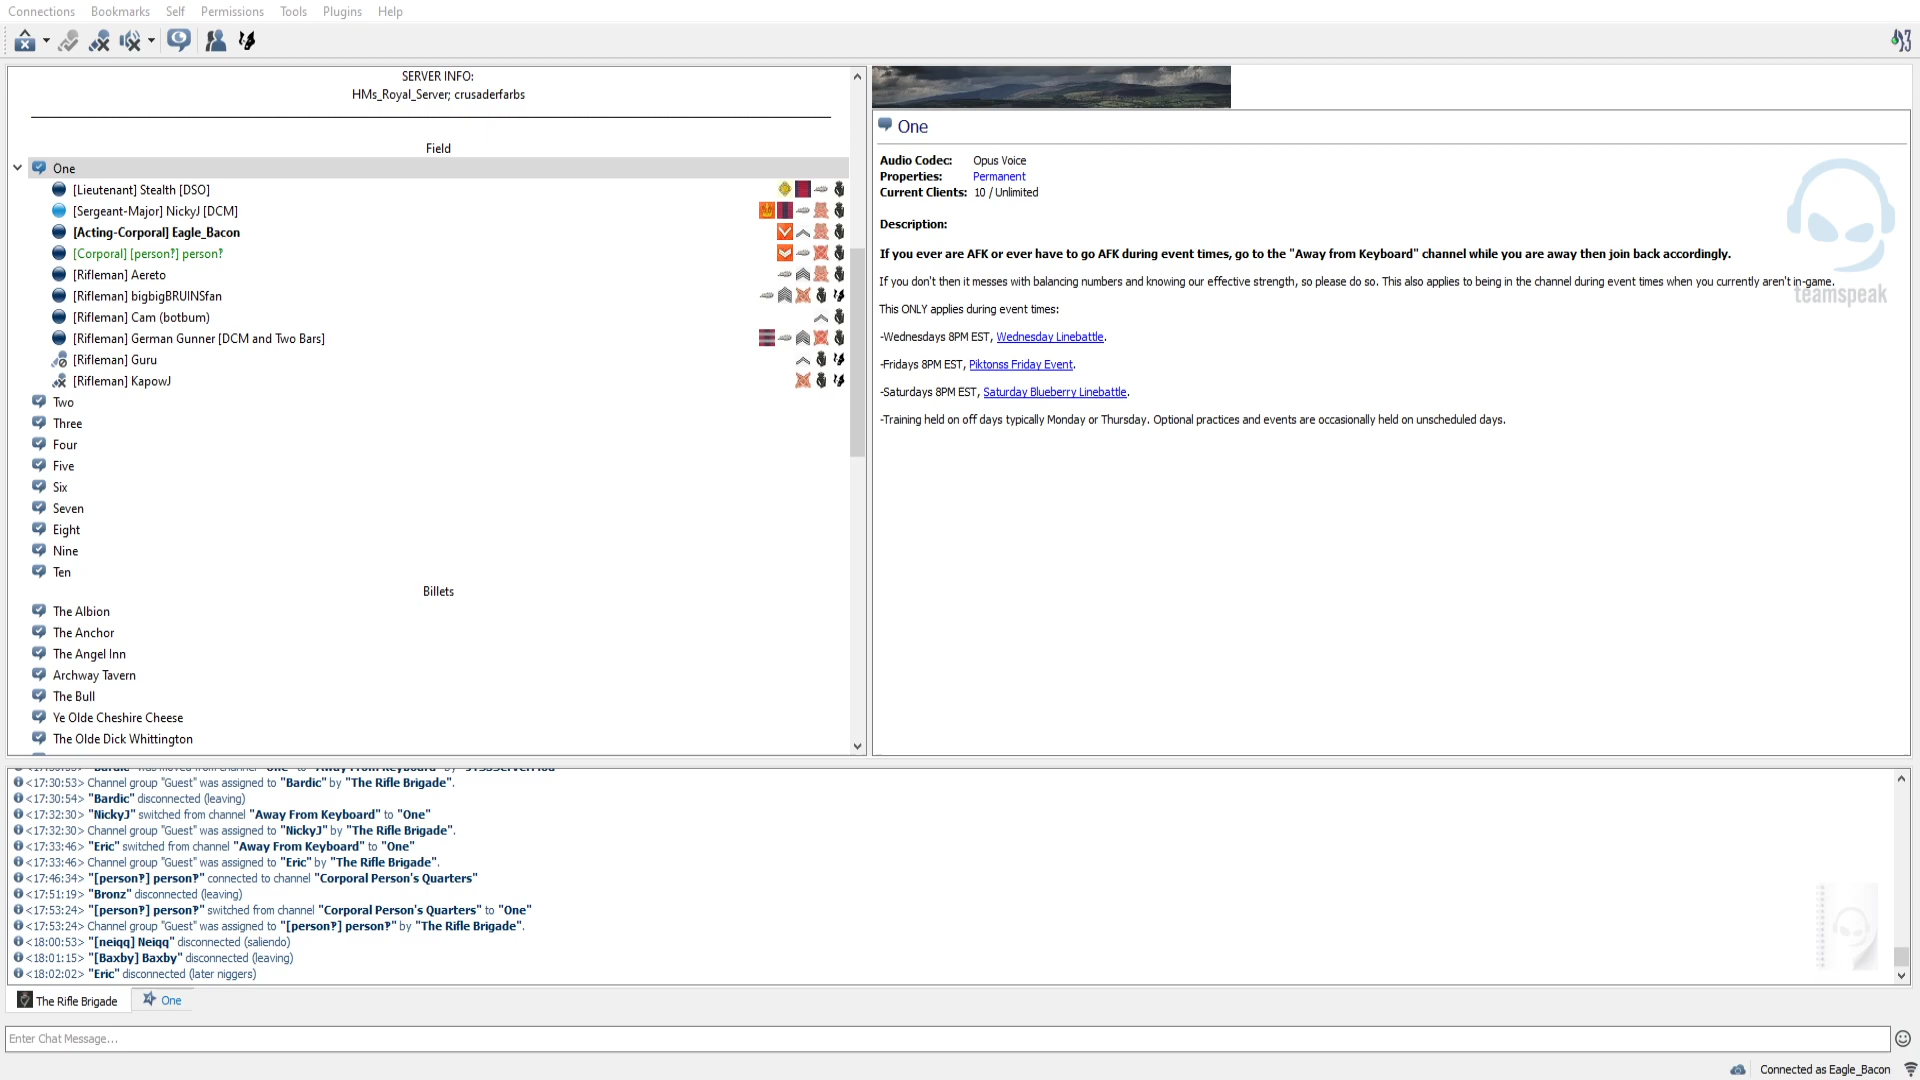 Connections Bookmarks Self Permissions Tools Plugins Help
SERVER INFO:
HMs_Royal_Server; crusaderfarbs
Field
One
[Lieutenant] Stealth [DSO]
[Sergeant-Major] NickyJ [DCM]
[Acting-Corporal] Eagle_Bacon
[Corporal] [person‽] person‽
[Rifleman] Aereto
[Rifleman] bigbigBRUINSfan
[Rifleman] Cam (botbum)
[Rifleman] German Gunner [DCM and Two Bars]
[Rifleman] Guru
[Rifleman] KapowJ
Two
Three
Four
Five
Six
Seven
Eight
Nine
Ten
Billets
The Albion
The Anchor
The Angel Inn
Archway Tavern
The Bull
Ye Olde Cheshire Cheese
The Olde Dick Whittington
One
Audio Codec: Opus Voice
Properties: Permanent
Current Clients: 10 / Unlimited
Description:
If you ever are AFK or ever have to go AFK during event times, go to the "Away from Keyboard" channel while you are away then join back accordingly.
If you don't then it messes with balancing numbers and knowing our effective strength, so please do so. This also applies to being in the channel during event times when you currently aren't in-game.
This ONLY applies during event times:
-Wednesdays 8PM EST, Wednesday Linebattle.
-Fridays 8PM EST, Piktonss Friday Event.
-Saturdays 8PM EST, Saturday Blueberry Linebattle.
-Training held on off days typically Monday or Thursday. Optional practices and events are occasionally held on unscheduled days.
teamspeak
<17:30:53> Channel group "Guest" was assigned to "Bardic" by "The Rifle Brigade".
<17:30:54> "Bardic" disconnected (leaving)
<17:32:30> "NickyJ" switched from channel "Away From Keyboard" to "One"
<17:32:30> Channel group "Guest" was assigned to "NickyJ" by "The Rifle Brigade".
<17:33:46> "Eric" switched from channel "Away From Keyboard" to "One"
<17:33:46> Channel group "Guest" was assigned to "Eric" by "The Rifle Brigade".
<17:46:34> "[person‽] person‽" connected to channel "Corporal Person's Quarters"
<17:51:19> "Bronz" disconnected (leaving)
<17:53:24> "[person‽] person‽" switched from channel "Corporal Person's Quarters" to "One"
<17:53:24> Channel group "Guest" was assigned to "[person‽] person‽" by "The Rifle Brigade".
<18:00:53> "[neiqq] Neiqq" disconnected (saliendo)
<18:01:15> "[Baxby] Baxby" disconnected (leaving)
<18:02:02> "Eric" disconnected (later niggers)
The Rifle Brigade One
Enter Chat Message...
Connected as Eagle_Bacon